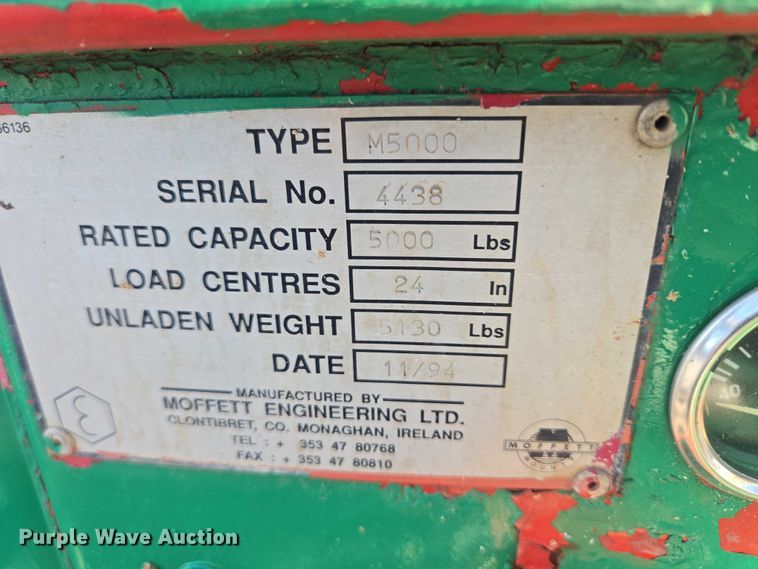 TYPE M5000
SERIAL No. 4438
RATED CAPACITY 5000 Lbs
LOAD CENTRES 24 In
UNLADEN WEIGHT 5130 Lbs
DATE 11/94
MANUFACTURED BY
MOFFETT ENGINEERING LTD.
CLONTIBRET, CO. MONAGHAN, IRELAND
TEL : + 353 47 80768
FAX : + 353 47 80810
MOFFETT
Purple Wave Auction